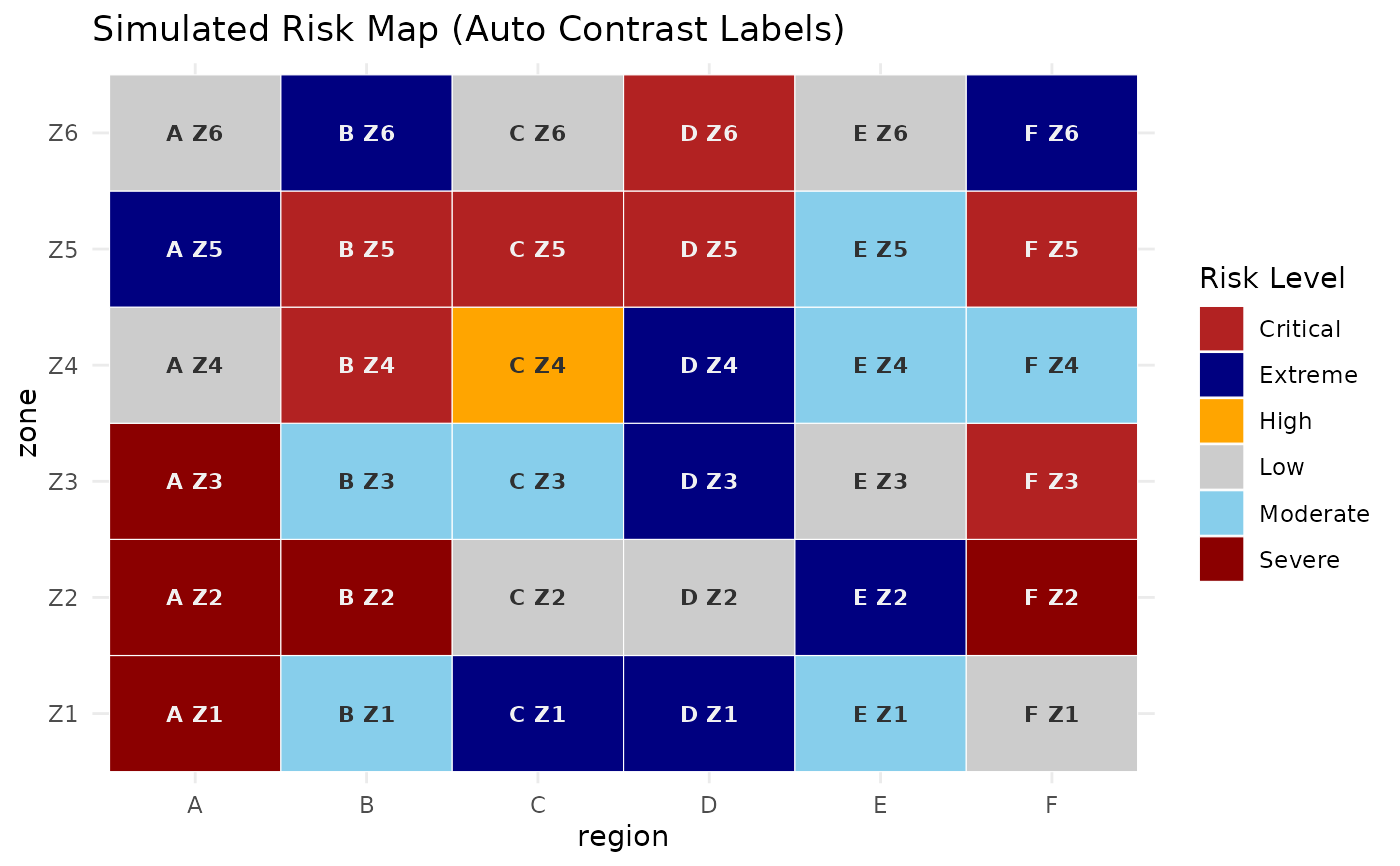 Simulated Risk Map (Auto Contrast Labels)
Z6
A Z6
B Z6
C Z6
D Z6
E Z6
F Z6
Z5
A Z5
B Z5
C Z5
D Z5
E Z5
F Z5
Z4
A Z4
B Z4
C Z4
D Z4
E Z4
F Z4
Z3
A Z3
B Z3
C Z3
D Z3
E Z3
F Z3
Z2
A Z2
B Z2
C Z2
D Z2
E Z2
F Z2
Z1
A Z1
B Z1
C Z1
D Z1
E Z1
F Z1
A
B
C
D
E
F
region
zone
Risk Level
Critical
Extreme
High
Low
Moderate
Severe